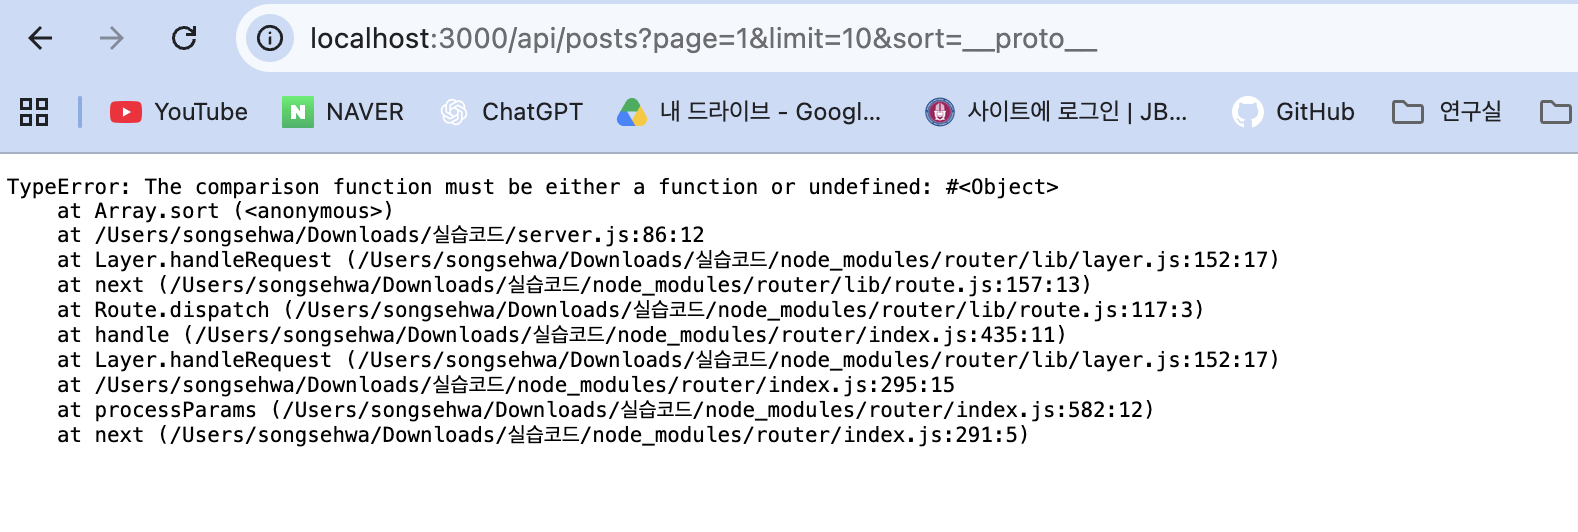 localhost:3000/api/posts?page=1&limit=10&sort=__proto__
YouTube N NAVER ChatGPT 내 드라이브 - Googl... 사이트에 로그인 | JB... GitHub 연구실
TypeError: The comparison function must be either a function or undefined: #<Object>
at Array.sort (<anonymous>)
at /Users/songsehwa/Downloads/실습코드/server.js:86:12
at Layer.handleRequest (/Users/songsehwa/Downloads/실습코드/node_modules/router/lib/layer.js:152:17)
at next (/Users/songsehwa/Downloads/실습코드/node_modules/router/lib/route.js:157:13)
at Route.dispatch (/Users/songsehwa/Downloads/실습코드/node_modules/router/lib/route.js:117:3)
at handle (/Users/songsehwa/Downloads/실습코드/node_modules/router/index.js:435:11)
at Layer.handleRequest (/Users/songsehwa/Downloads/실습코드/node_modules/router/lib/layer.js:152:17)
at /Users/songsehwa/Downloads/실습코드/node_modules/router/index.js:295:15
at processParams (/Users/songsehwa/Downloads/실습코드/node_modules/router/index.js:582:12)
at next (/Users/songsehwa/Downloads/실습코드/node_modules/router/index.js:291:5)